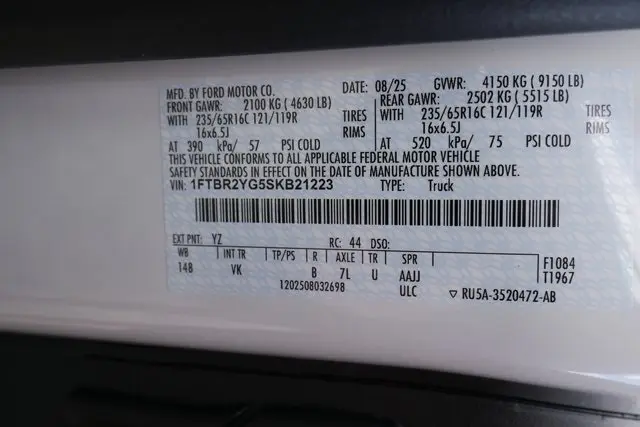 MFD. BY FORD MOTOR CO. DATE: 08/25 GVWR: 4150 KG ( 9150 LB)
FRONT GAWR: 2100 KG ( 4630 LB) REAR GAWR: 2502 KG ( 5515 LB)
WITH 235/65R16C 121/119R TIRES WITH 235/65R16C 121/119R TIRES
16x6.5J RIMS 16x6.5J RIMS
AT 390 kPa/ 57 PSI COLD AT 520 kPa/ 75 PSI COLD
THIS VEHICLE CONFORMS TO ALL APPLICABLE FEDERAL MOTOR VEHICLE
SAFETY STANDARDS IN EFFECT ON THE DATE OF MANUFACTURE SHOWN ABOVE.
VIN: 1FTBR2YG5SKB21223 TYPE: Truck
EXT PNT: YZ RC: 44 DSO:
WB INT TR TP/PS R AXLE TR SPR F1084
148 VK B 7L U AAJJ T1967
1202508032698 ULC ▽ RU5A-3520472-AB